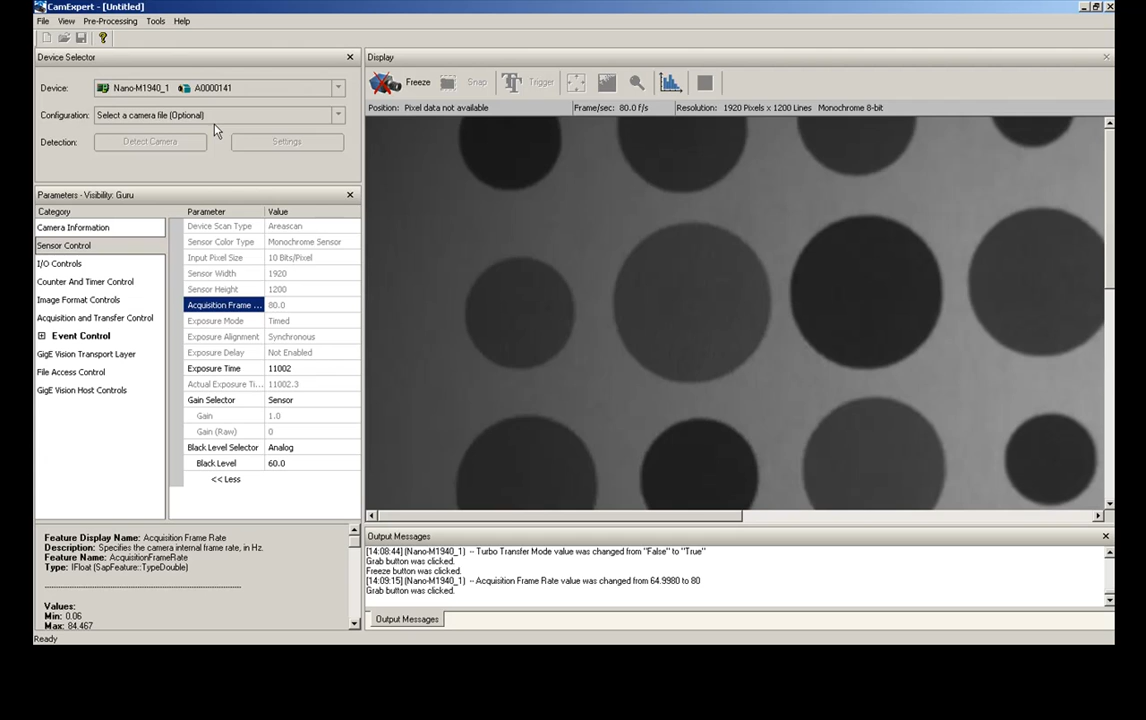 CamExpert - [Untitled]
File View Pre-Processing Tools Help
Device Selector
Device: Nano-M1940_1 A0000141
Configuration: Select a camera file (Optional)
Detection: Detect Camera Settings
Parameters - Visibility: Guru
Category
Camera Information
Sensor Control
I/O Controls
Counter And Timer Control
Image Format Controls
Acquisition and Transfer Control
Event Control
GigE Vision Transport Layer
File Access Control
GigE Vision Host Controls
Parameter Value
Device Scan Type Areascan
Sensor Color Type Monochrome Sensor
Input Pixel Size 10 Bits/Pixel
Sensor Width 1920
Sensor Height 1200
Acquisition Frame ... 80.0
Exposure Mode Timed
Exposure Alignment Synchronous
Exposure Delay Not Enabled
Exposure Time 11002
Actual Exposure Ti... 11002.3
Gain Selector Sensor
Gain 1.0
Gain (Raw) 0
Black Level Selector Analog
Black Level 60.0
<< Less
Feature Display Name: Acquisition Frame Rate
Description: Specifies the camera internal frame rate, in Hz.
Feature Name: AcquisitionFrameRate
Type: IFloat (SapFeature::TypeDouble)
Values:
Min: 0.06
Max: 84.467
Display
Freeze Snap Trigger
Position: Pixel data not available Frame/sec: 80.0 f/s Resolution: 1920 Pixels x 1200 Lines Monochrome 8-bit
Output Messages
[14:08:44] (Nano-M1940_1) -- Turbo Transfer Mode value was changed from "False" to "True"
Grab button was clicked.
Freeze button was clicked.
[14:09:15] (Nano-M1940_1) -- Acquisition Frame Rate value was changed from 64.9980 to 80
Grab button was clicked.
Output Messages
Ready